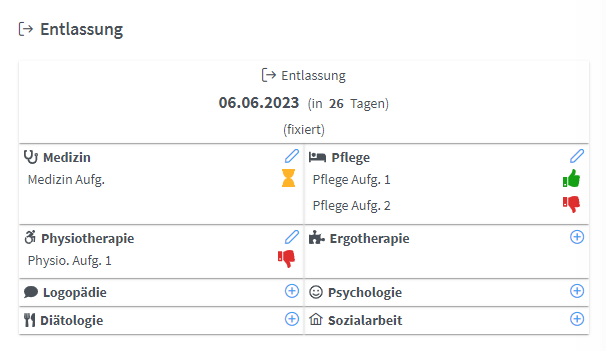 Entlassung
Entlassung
06.06.2023 (in 26 Tagen)
(fixiert)
Medizin
Medizin Aufg.
Pflege
Pflege Aufg. 1
Pflege Aufg. 2
Physiotherapie
Physio. Aufg. 1
Ergotherapie
Logopädie
Psychologie
Diätologie
Sozialarbeit